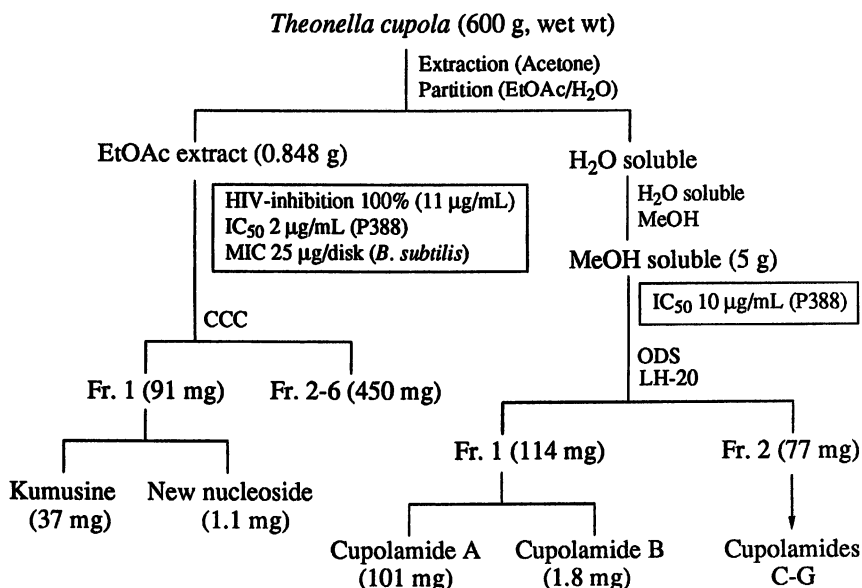 Theonella cupola (600 g, wet wt)
Extraction (Acetone)
Partition (EtOAc/H₂O)
EtOAc extract (0.848 g)
HIV-inhibition 100% (11 μg/mL)
IC₅₀ 2 μg/mL (P388)
MIC 25 μg/disk (B. subtilis)
CCC
Fr. 1 (91 mg)
Fr. 2-6 (450 mg)
Kumusine
(37 mg)
New nucleoside
(1.1 mg)
H₂O soluble
H₂O soluble
MeOH
MeOH soluble (5 g)
IC₅₀ 10 μg/mL (P388)
ODS
LH-20
Fr. 1 (114 mg)
Fr. 2 (77 mg)
Cupolamide A
(101 mg)
Cupolamide B
(1.8 mg)
Cupolamides
C-G